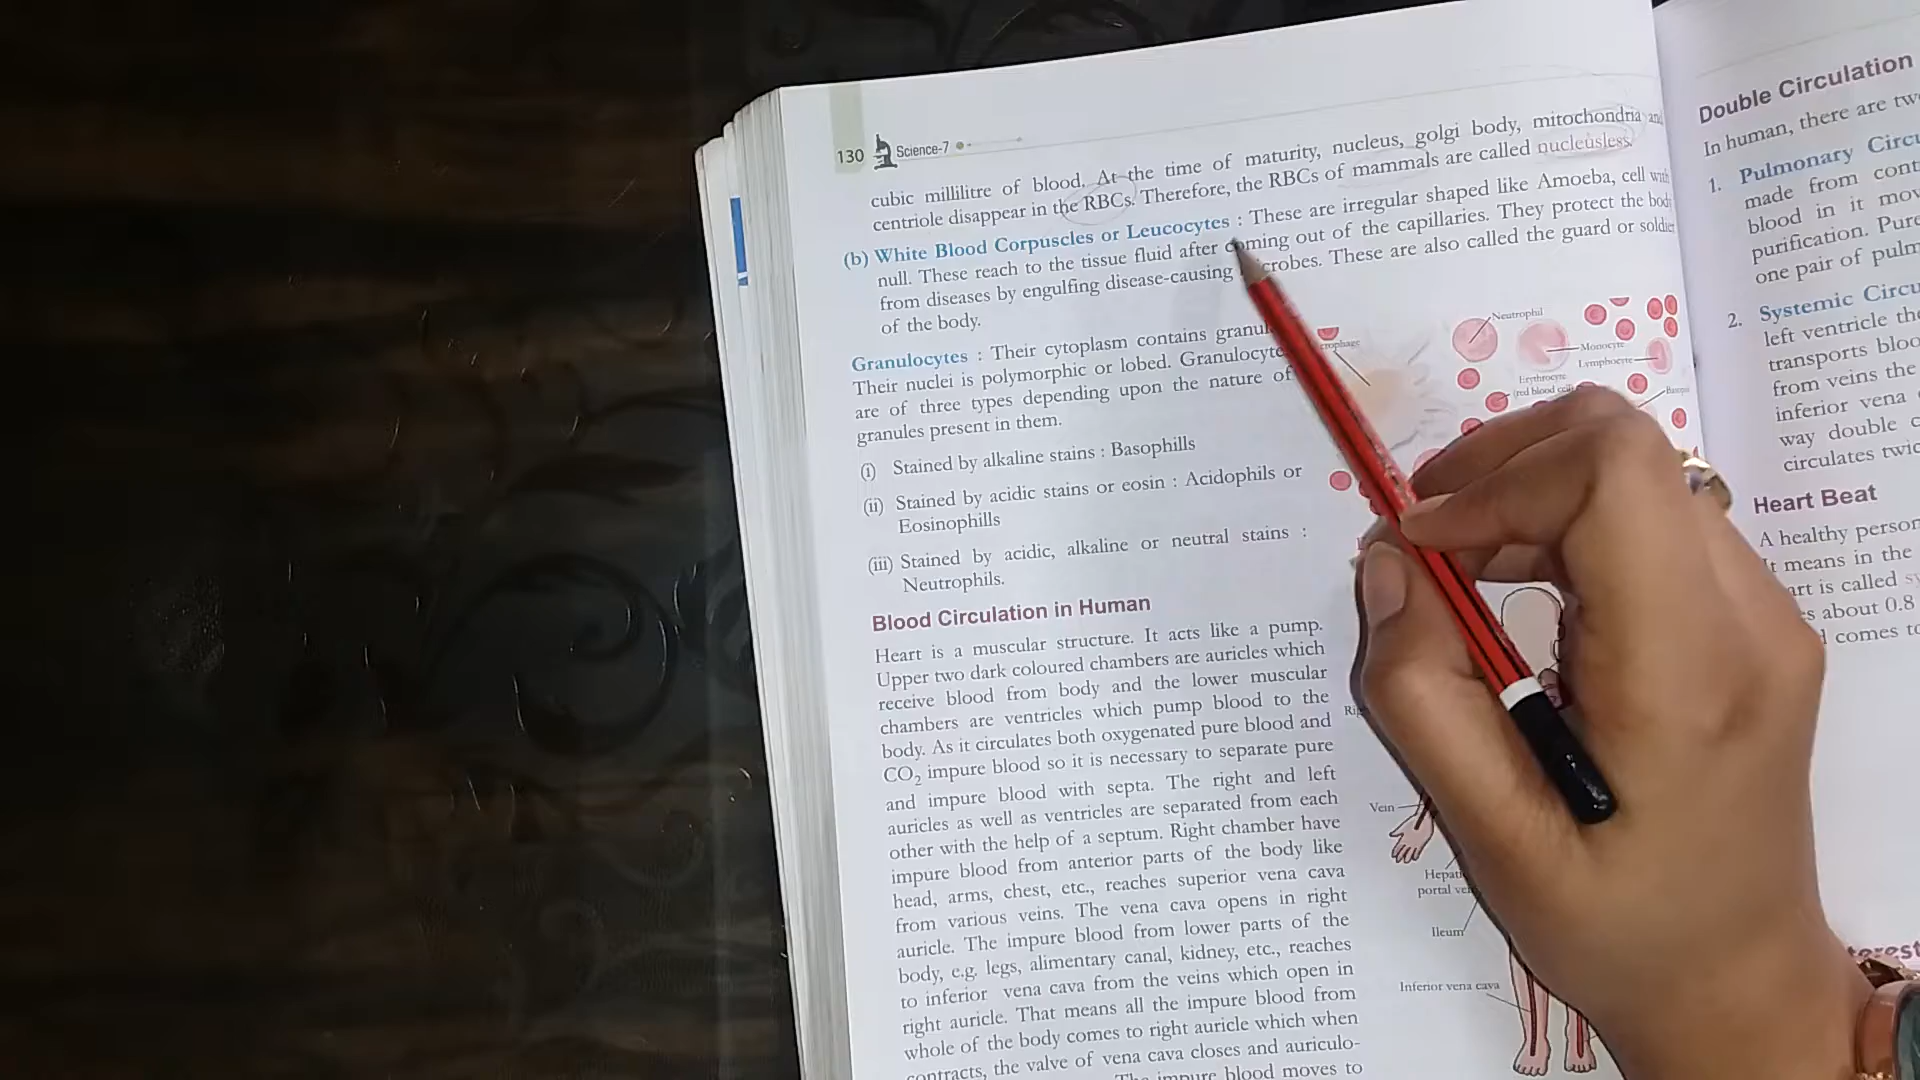 130 Science-7
cubic millilitre of blood. At the time of maturity, nucleus, golgi body, mitochondria and
centriole disappear in the RBCs. Therefore, the RBCs of mammals are called nucleusless.
(b) White Blood Corpuscles or Leucocytes : These are irregular shaped like Amoeba, cell with
null. These reach to the tissue fluid after coming out of the capillaries. They protect the body
from diseases by engulfing disease-causing These are also called the guard or soldier
of the body.
Granulocytes : Their cytoplasm contains
Their nuclei is polymorphic or lobed.
are of three types depending upon the nature of
granules present in them.
(i) Stained by alkaline stains : Basophills
(ii) Stained by acidic stains or eosin : Acidophils or
Eosinophills
(iii) Stained by acidic, alkaline or neutral stains :
Neutrophils.
Neutrophil
Monocyte
Lymphocyte
Erythrocyte
(red blood cell)
Blood Circulation in Human
Heart is a muscular structure. It acts like a pump.
Upper two dark coloured chambers are auricles which
receive blood from body and the lower muscular
chambers are ventricles which pump blood to the
body. As it circulates both oxygenated pure blood and
CO2 impure blood so it is necessary to separate pure
and impure blood with septa. The right and left
auricles as well as ventricles are separated from each
other with the help of a septum. Right chamber have
impure blood from anterior parts of the body like
head, arms, chest, etc., reaches superior vena cava
from various veins. The vena cava opens in right
auricle. The impure blood from lower parts of the
body, e.g. legs, alimentary canal, kidney, etc., reaches
to inferior vena cava from the veins which open in
right auricle. That means all the impure blood from
whole of the body comes to right auricle which when
contracts, the valve of vena cava closes and auriculo-
The impure blood moves to
Vein
portal
Ileum
Inferior vena cava
Double Circulation
In human, there are
1. Pulmonary
made from
blood in it
purification.
one pair of
2. Systemic
left ventricle
transports
from veins the
inferior vena
way double
circulates
Heart Beat
A healthy
It means in the
is called
about 0.8
comes